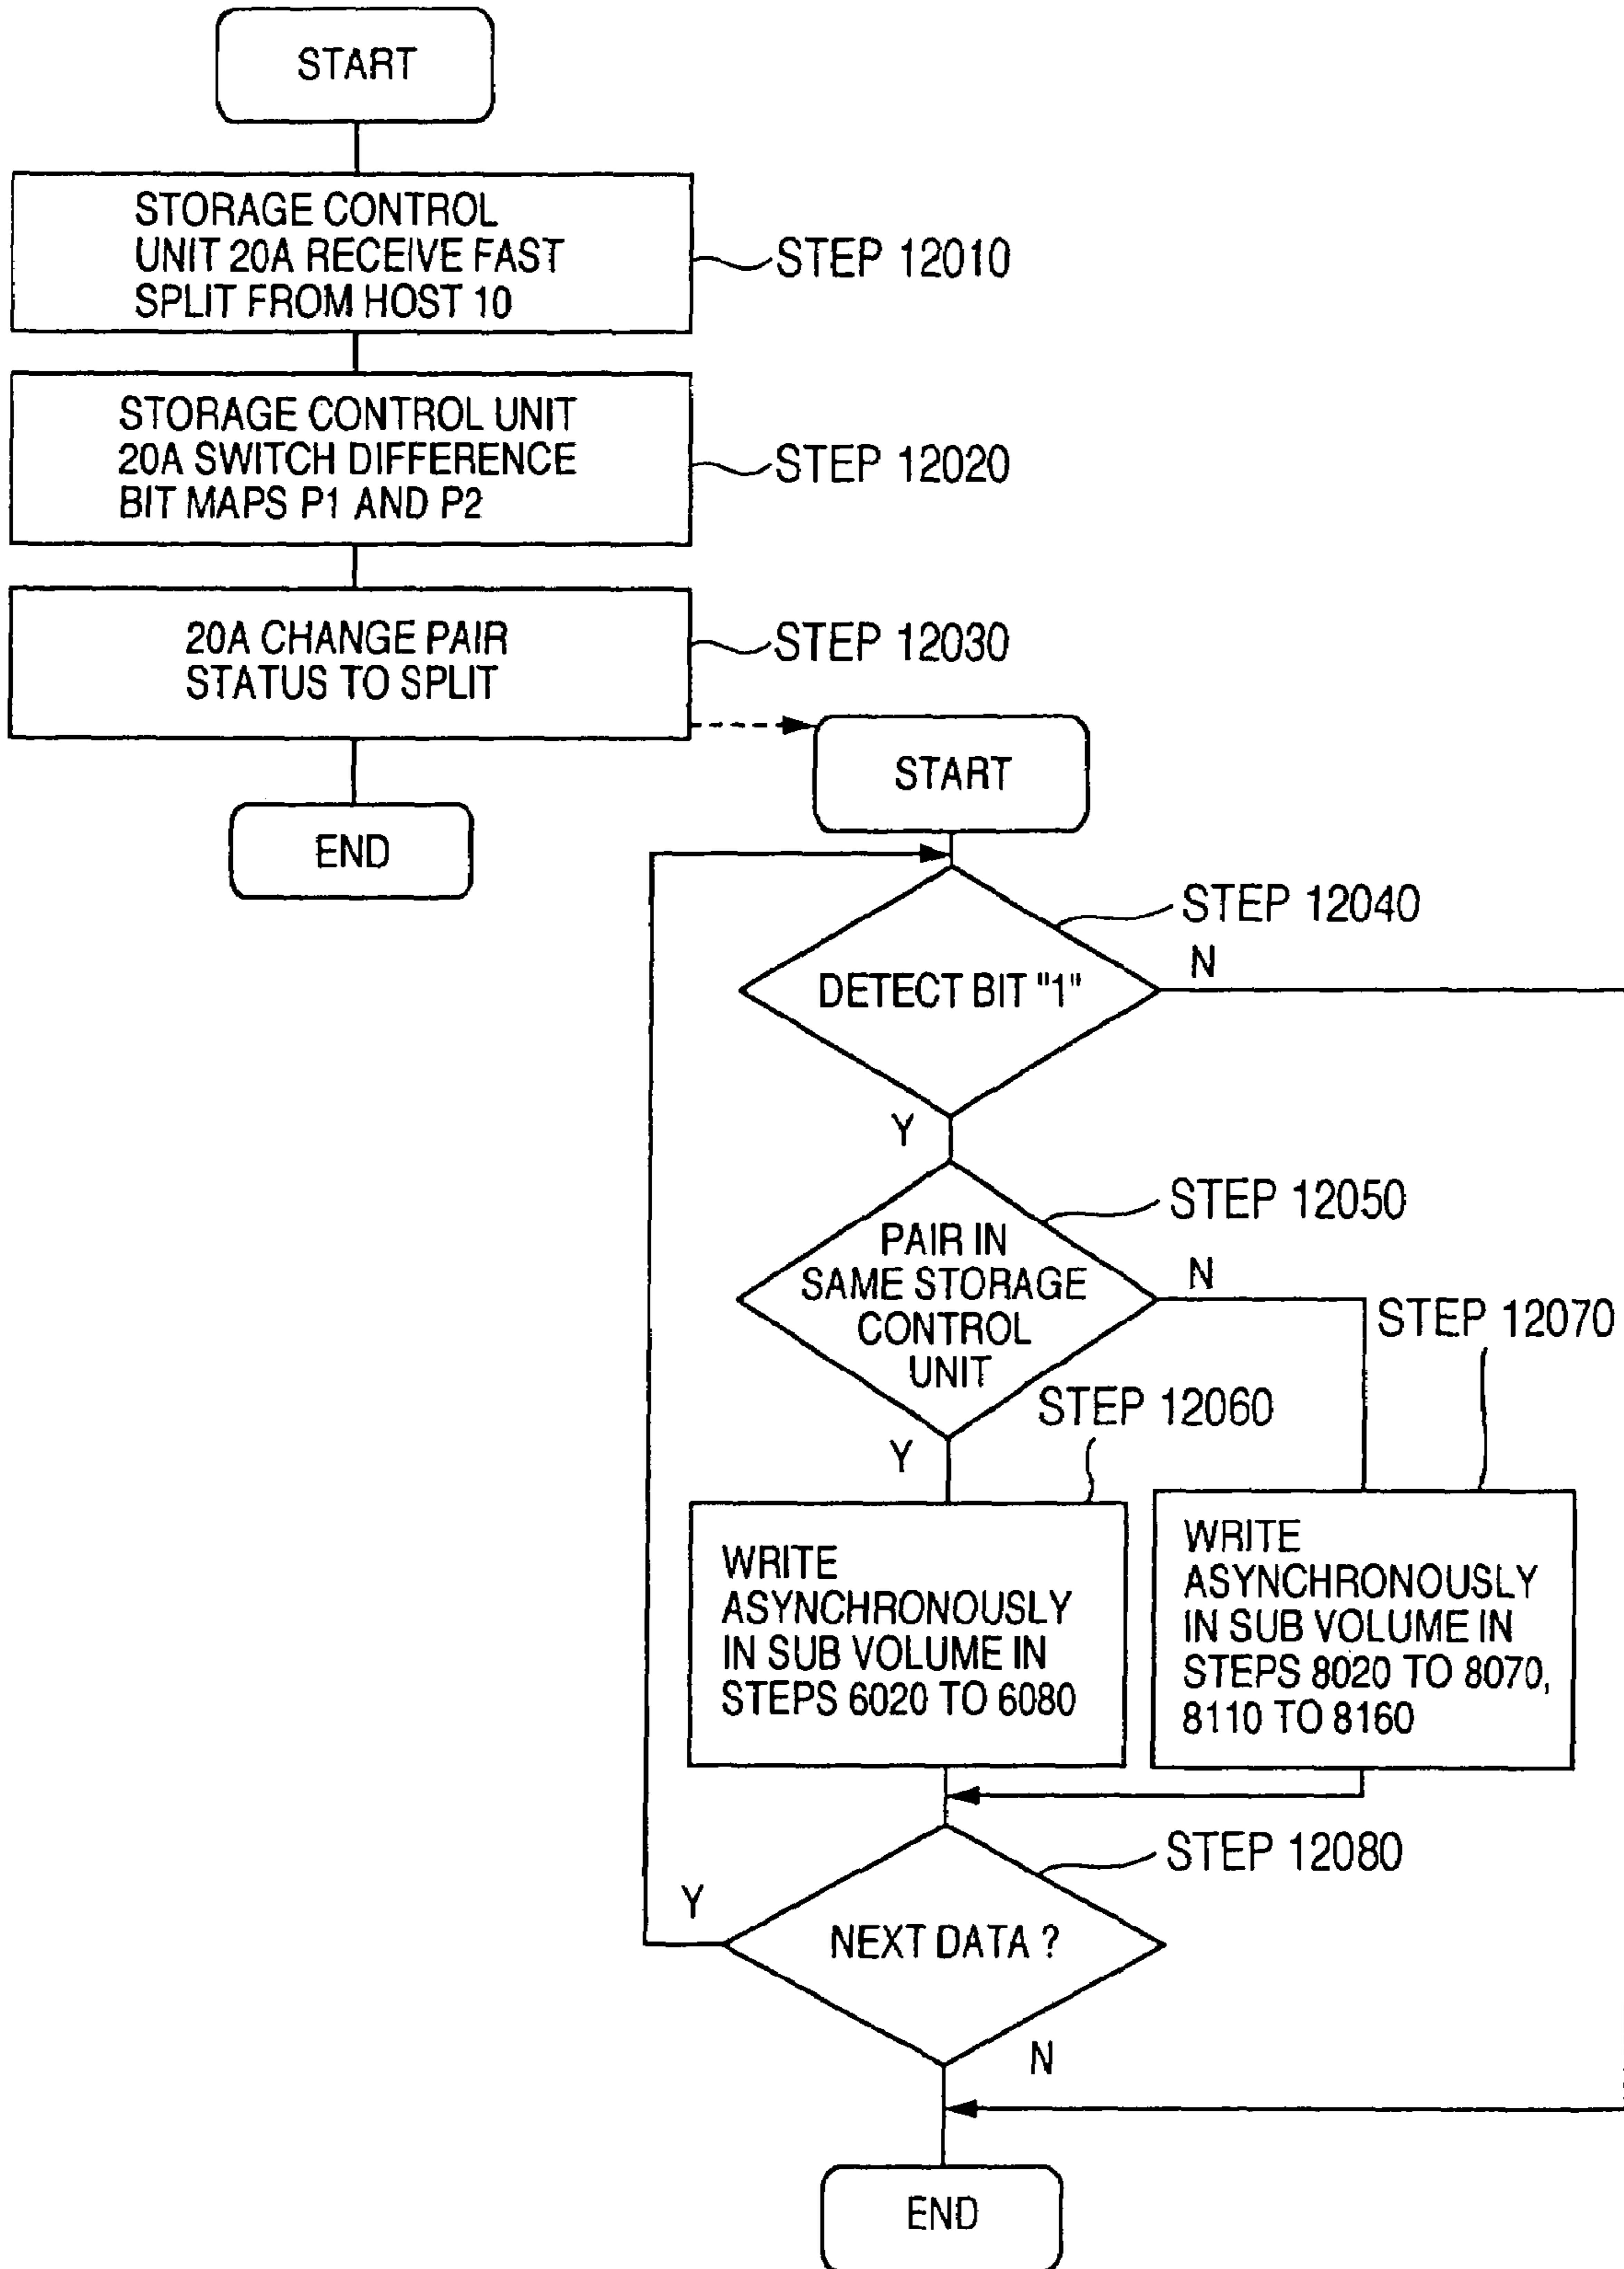 START
STORAGE CONTROL
UNIT 20A RECEIVE FAST
SPLIT FROM HOST 10
STEP 12010
STORAGE CONTROL UNIT
20A SWITCH DIFFERENCE
BIT MAPS P1 AND P2
STEP 12020
20A CHANGE PAIR
STATUS TO SPLIT
STEP 12030
END
START
STEP 12040
DETECT BIT "1"
N
Y
STEP 12050
PAIR IN
SAME STORAGE
CONTROL
UNIT
N
STEP 12070
STEP 12060
Y
WRITE
ASYNCHRONOUSLY
IN SUB VOLUME IN
STEPS 6020 TO 6080
WRITE
ASYNCHRONOUSLY
IN SUB VOLUME IN
STEPS 8020 TO 8070,
8110 TO 8160
STEP 12080
Y
NEXT DATA ?
N
END